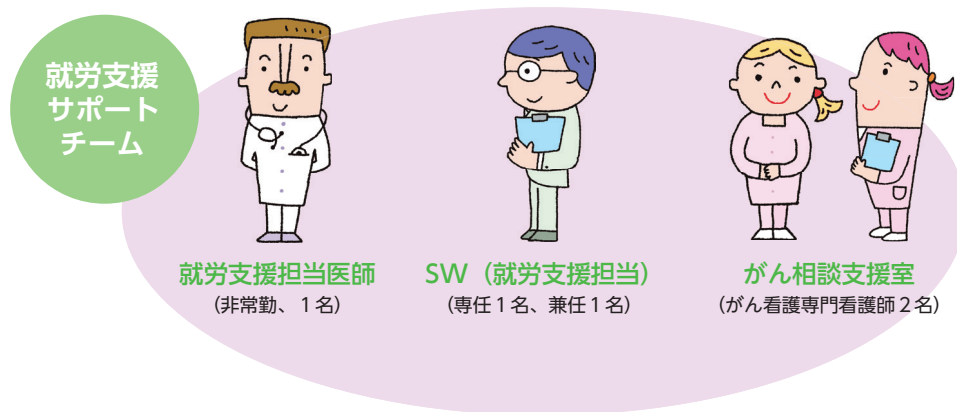 就労支援
サポート
チーム
就労支援担当医師
（非常勤、１名）
SW（就労支援担当）
（専任１名、兼任１名）
がん相談支援室
（がん看護専門看護師２名）